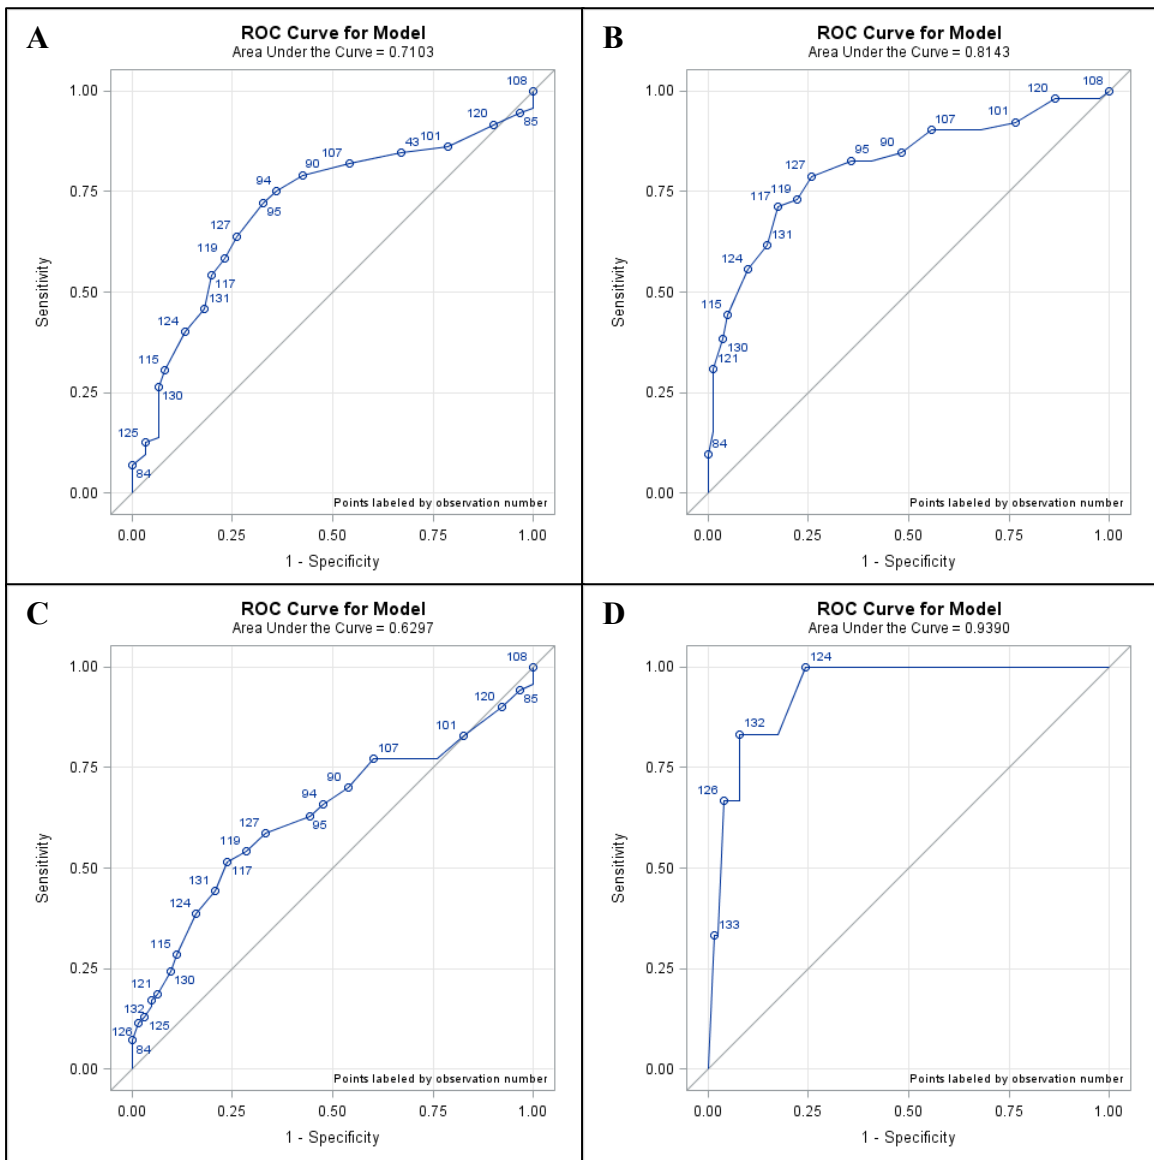 A
ROC Curve for Model
Area Under the Curve = 0.7103
Sensitivity
1.00
0.75
0.50
0.25
0.00
108
85
120
101
43
107
90
94
95
127
119
117
131
124
115
130
125
84
Points labeled by observation number
0.00 0.25 0.50 0.75 1.00
1 - Specificity
B
ROC Curve for Model
Area Under the Curve = 0.8143
Sensitivity
1.00
0.75
0.50
0.25
0.00
108
120
101
107
90
95
127
119
117
131
124
115
130
121
84
Points labeled by observation number
0.00 0.25 0.50 0.75 1.00
1 - Specificity
C
ROC Curve for Model
Area Under the Curve = 0.6297
Sensitivity
1.00
0.75
0.50
0.25
0.00
108
85
120
101
107
90
94
95
127
119
117
131
124
115
130
121
132
125
126
84
Points labeled by observation number
0.00 0.25 0.50 0.75 1.00
1 - Specificity
D
ROC Curve for Model
Area Under the Curve = 0.9390
Sensitivity
1.00
0.75
0.50
0.25
0.00
124
132
126
133
Points labeled by observation number
0.00 0.25 0.50 0.75 1.00
1 - Specificity